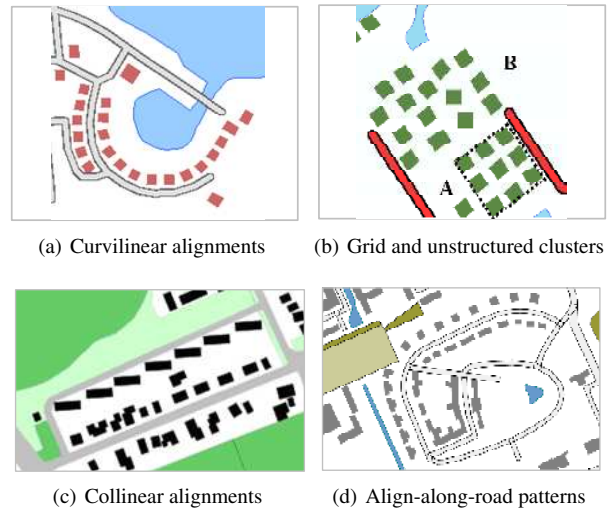 B
A
(a) Curvilinear alignments
(b) Grid and unstructured clusters
(c) Collinear alignments
(d) Align-along-road patterns